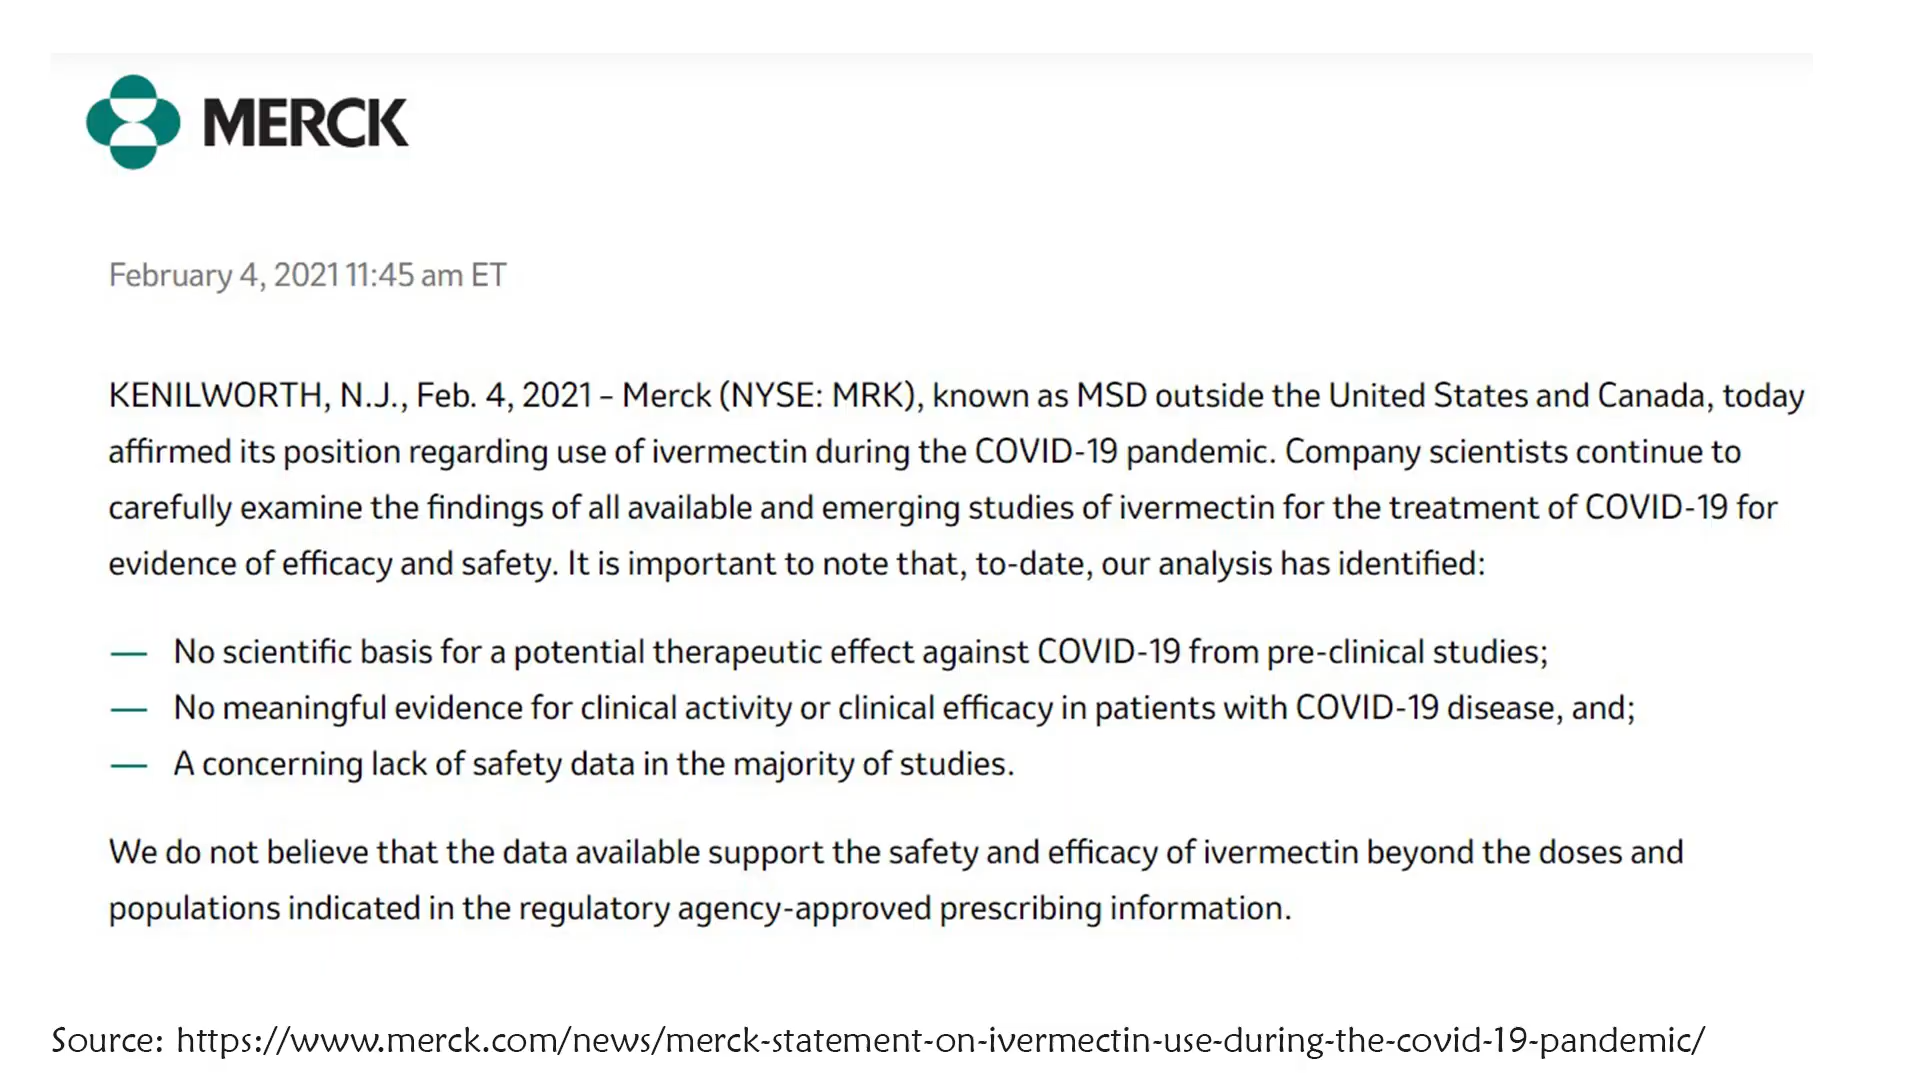 MERCK
February 4, 2021 11:45 am ET
KENILWORTH, N.J., Feb. 4, 2021 – Merck (NYSE: MRK), known as MSD outside the United States and Canada, today
affirmed its position regarding use of ivermectin during the COVID-19 pandemic. Company scientists continue to
carefully examine the findings of all available and emerging studies of ivermectin for the treatment of COVID-19 for
evidence of efficacy and safety. It is important to note that, to-date, our analysis has identified:
— No scientific basis for a potential therapeutic effect against COVID-19 from pre-clinical studies;
— No meaningful evidence for clinical activity or clinical efficacy in patients with COVID-19 disease, and;
— A concerning lack of safety data in the majority of studies.
We do not believe that the data available support the safety and efficacy of ivermectin beyond the doses and
populations indicated in the regulatory agency-approved prescribing information.
Source: https://www.merck.com/news/merck-statement-on-ivermectin-use-during-the-covid-19-pandemic/